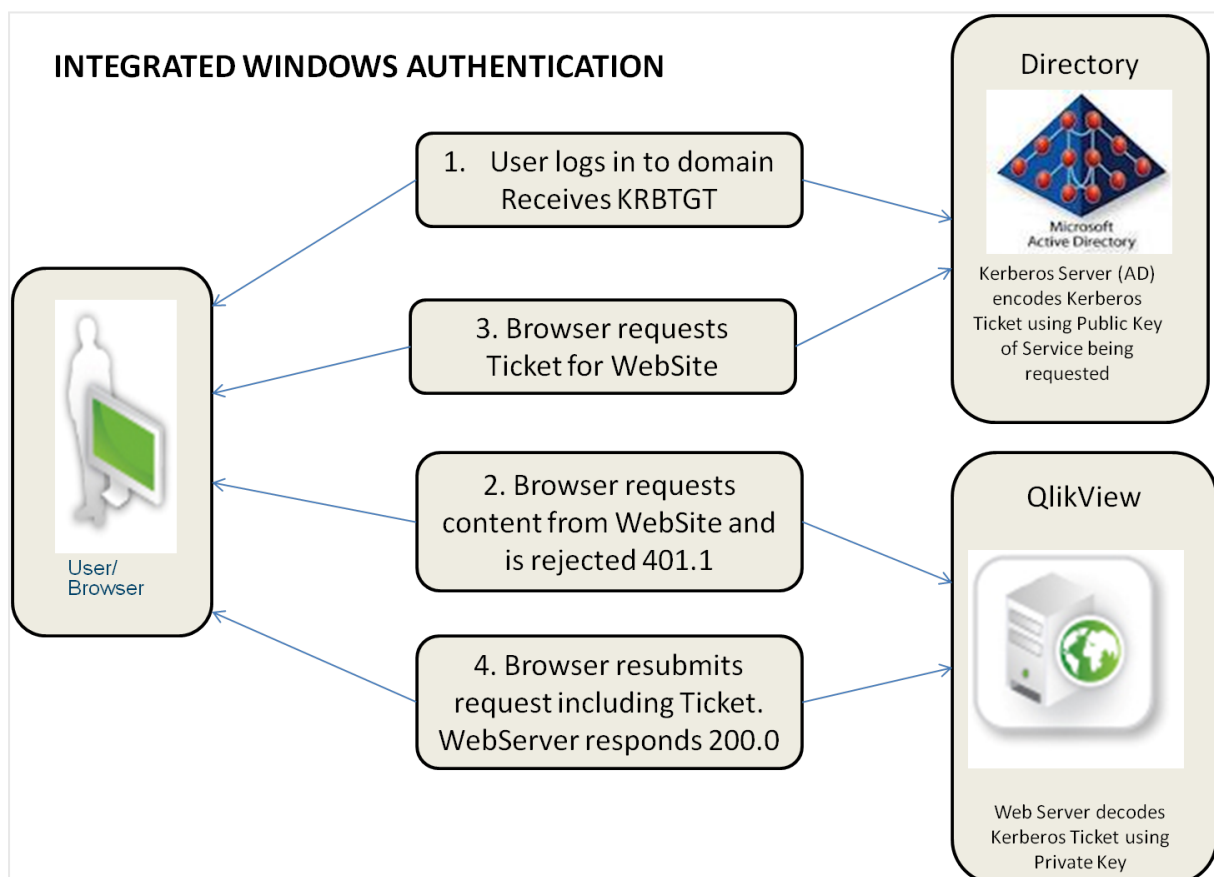 INTEGRATED WINDOWS AUTHENTICATION
Directory
Microsoft
Active Directory
Kerberos Server (AD)
encodes Kerberos
Ticket using Public Key
of Service being
requested
1. User logs in to domain
Receives KRBTGT
3. Browser requests
Ticket for WebSite
User/
Browser
2. Browser requests
content from WebSite and
is rejected 401.1
4. Browser resubmits
request including Ticket.
WebServer responds 200.0
QlikView
Web Server decodes
Kerberos Ticket using
Private Key